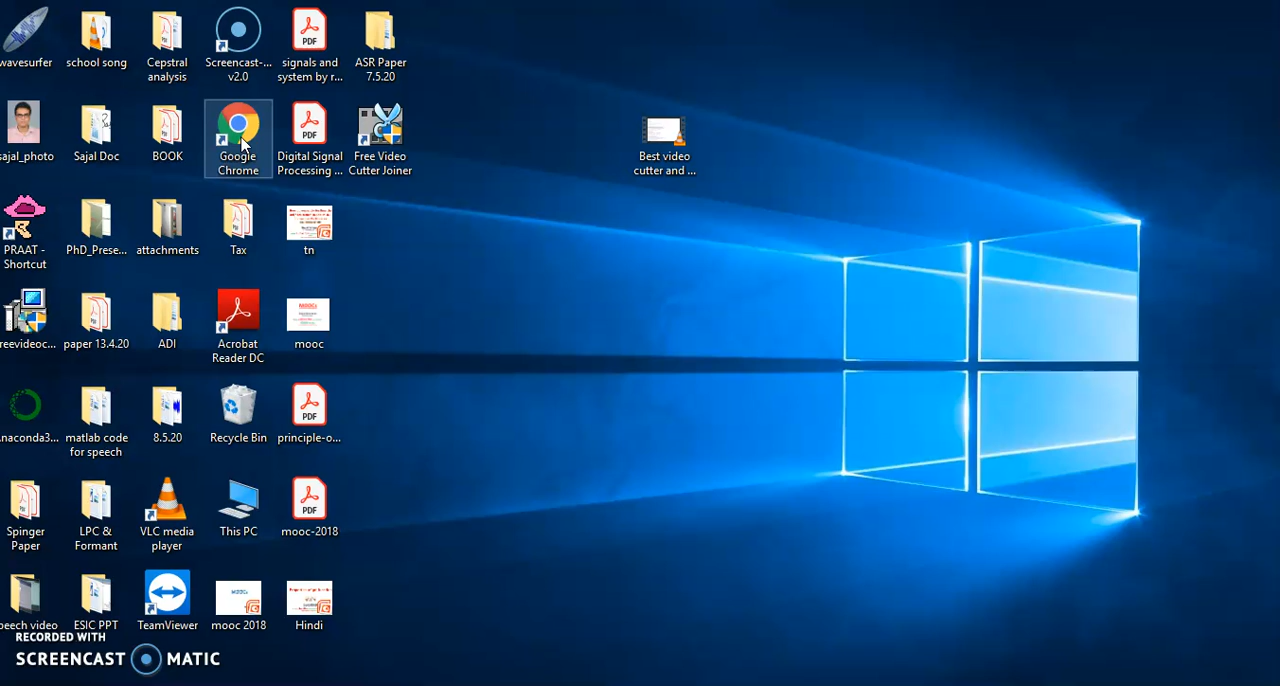 wavesurfer
school song
Cepstral
analysis
Screencast-...
v2.0
signals and
system by r...
ASR Paper
7.5.20
sajal_photo
Sajal Doc
BOOK
Google
Chrome
Digital Signal
Processing ...
Free Video
Cutter Joiner
Best video
cutter and ...
PRAAT -
Shortcut
PhD_Prese...
attachments
Tax
tn
reevideoc...
paper 13.4.20
ADI
Acrobat
Reader DC
mooc
naconda3...
matlab code
for speech
8.5.20
Recycle Bin
principle-o...
Spinger
Paper
LPC &
Formant
VLC media
player
This PC
mooc-2018
peech video
ESIC PPT
TeamViewer
mooc 2018
Hindi
RECORDED WITH
SCREENCAST MATIC